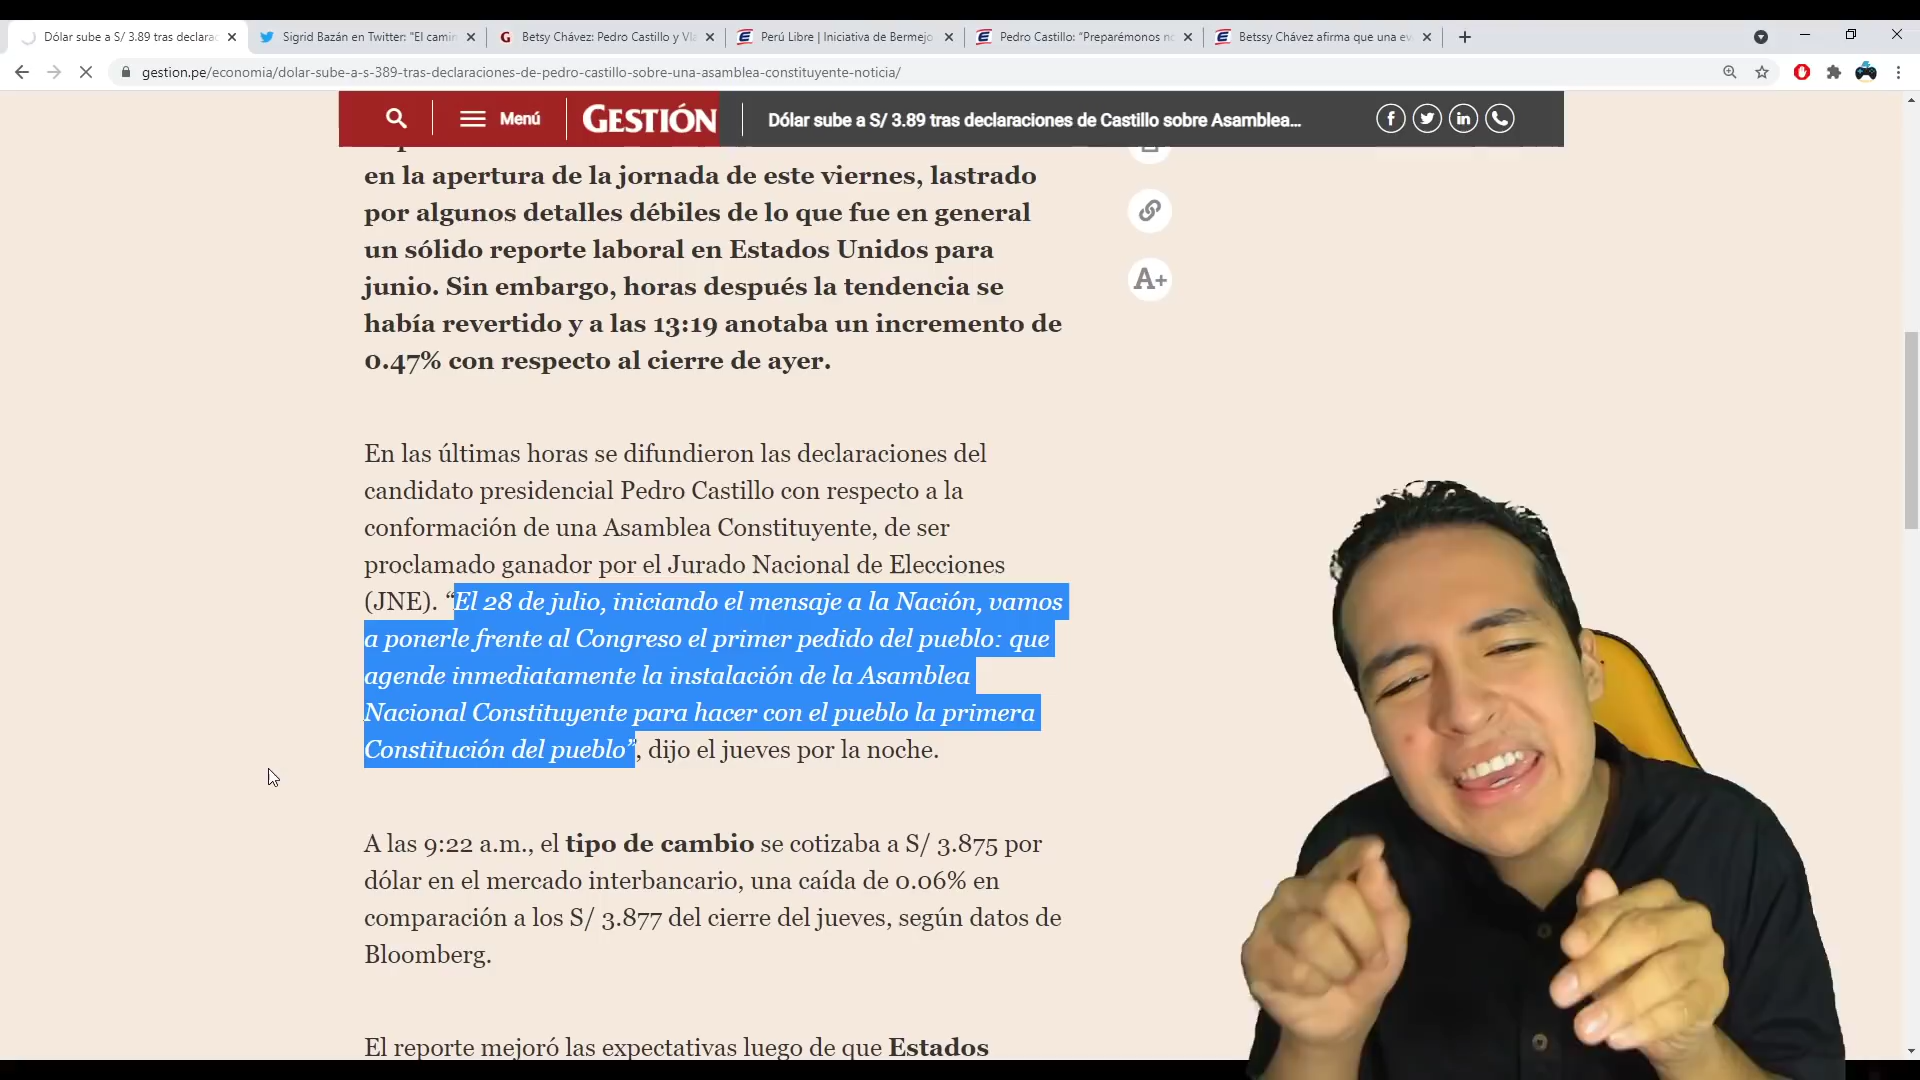 Dólar sube a S/ 3.89 tras declara
Sigrid Bazán en Twitter: "El cami
Betsy Chávez: Pedro Castillo y Vla
Perú Libre | Iniciativa de Bermejo
Pedro Castillo: "Preparémonos n
Betssy Chávez afirma que una ev
gestion.pe/economia/dolar-sube-a-s-389-tras-declaraciones-de-pedro-castillo-sobre-una-asamblea-constituyente-noticia/
Menú
GESTIÓN
Dólar sube a S/ 3.89 tras declaraciones de Castillo sobre Asamblea...
en la apertura de la jornada de este viernes, lastrado
por algunos detalles débiles de lo que fue en general
un sólido reporte laboral en Estados Unidos para
junio. Sin embargo, horas después la tendencia se
había revertido y a las 13:19 anotaba un incremento de
0.47% con respecto al cierre de ayer.
A+
En las últimas horas se difundieron las declaraciones del
candidato presidencial Pedro Castillo con respecto a la
conformación de una Asamblea Constituyente, de ser
proclamado ganador por el Jurado Nacional de Elecciones
(JNE). “El 28 de julio, iniciando el mensaje a la Nación, vamos
a ponerle frente al Congreso el primer pedido del pueblo: que
agende inmediatamente la instalación de la Asamblea
Nacional Constituyente para hacer con el pueblo la primera
Constitución del pueblo”, dijo el jueves por la noche.
A las 9:22 a.m., el tipo de cambio se cotizaba a S/ 3.875 por
dólar en el mercado interbancario, una caída de 0.06% en
comparación a los S/ 3.877 del cierre del jueves, según datos de
Bloomberg.
El reporte mejoró las expectativas luego de que Estados